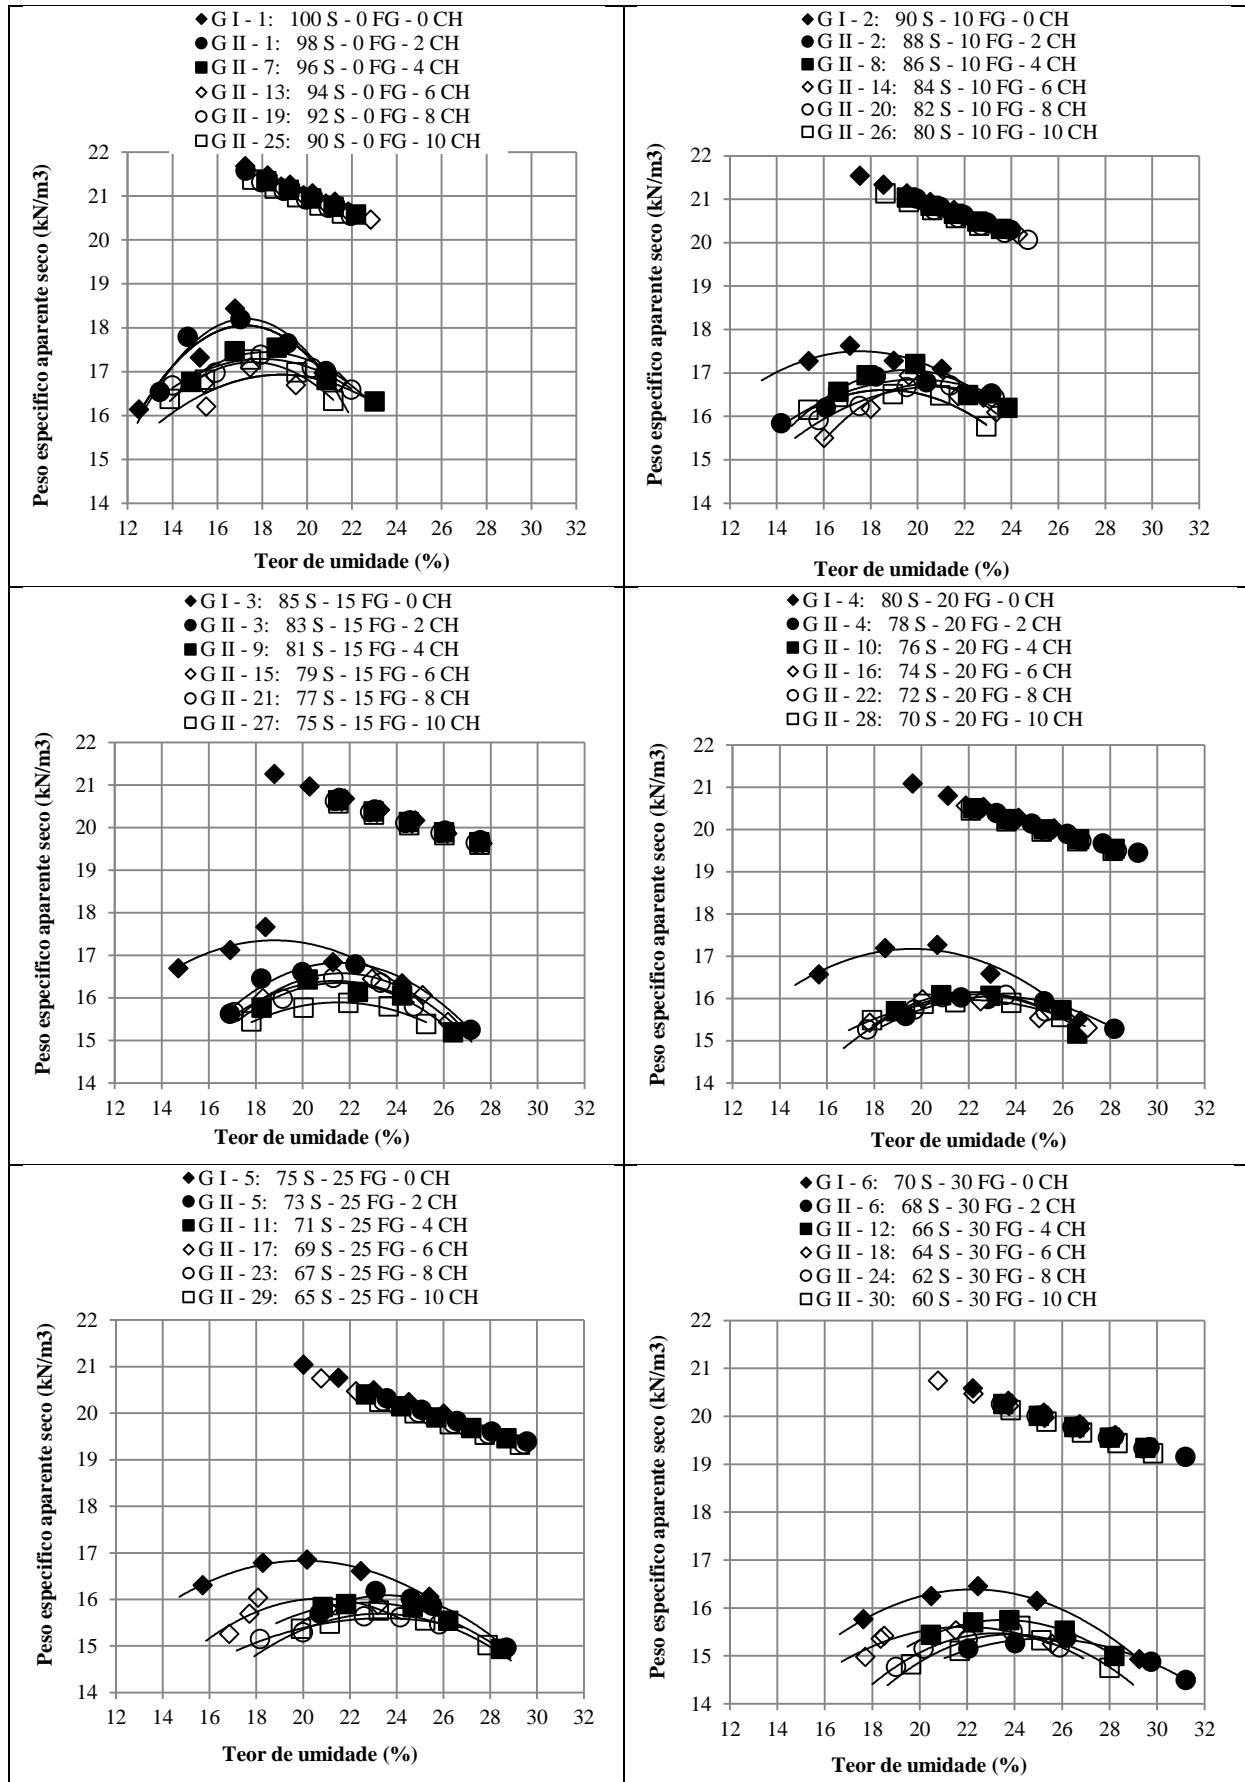 G I - 1: 100 S - 0 FG - 0 CH
G II - 1: 98 S - 0 FG - 2 CH
G II - 7: 96 S - 0 FG - 4 CH
G II - 13: 94 S - 0 FG - 6 CH
G II - 19: 92 S - 0 FG - 8 CH
G II - 25: 90 S - 0 FG - 10 CH
Peso especifico aparente seco (kN/m3)
22
21
20
19
18
17
16
15
14
12 14 16 18 20 22 24 26 28 30 32
Teor de umidade (%)
G I - 2: 90 S - 10 FG - 0 CH
G II - 2: 88 S - 10 FG - 2 CH
G II - 8: 86 S - 10 FG - 4 CH
G II - 14: 84 S - 10 FG - 6 CH
G II - 20: 82 S - 10 FG - 8 CH
G II - 26: 80 S - 10 FG - 10 CH
Peso especifico aparente seco (kN/m3)
22
21
20
19
18
17
16
15
14
12 14 16 18 20 22 24 26 28 30 32
Teor de umidade (%)
G I - 3: 85 S - 15 FG - 0 CH
G II - 3: 83 S - 15 FG - 2 CH
G II - 9: 81 S - 15 FG - 4 CH
G II - 15: 79 S - 15 FG - 6 CH
G II - 21: 77 S - 15 FG - 8 CH
G II - 27: 75 S - 15 FG - 10 CH
Peso especifico aparente seco (kN/m3)
22
21
20
19
18
17
16
15
14
12 14 16 18 20 22 24 26 28 30 32
Teor de umidade (%)
G I - 4: 80 S - 20 FG - 0 CH
G II - 4: 78 S - 20 FG - 2 CH
G II - 10: 76 S - 20 FG - 4 CH
G II - 16: 74 S - 20 FG - 6 CH
G II - 22: 72 S - 20 FG - 8 CH
G II - 28: 70 S - 20 FG - 10 CH
Peso especifico aparente seco (kN/m3)
22
21
20
19
18
17
16
15
14
12 14 16 18 20 22 24 26 28 30 32
Teor de umidade (%)
G I - 5: 75 S - 25 FG - 0 CH
G II - 5: 73 S - 25 FG - 2 CH
G II - 11: 71 S - 25 FG - 4 CH
G II - 17: 69 S - 25 FG - 6 CH
G II - 23: 67 S - 25 FG - 8 CH
G II - 29: 65 S - 25 FG - 10 CH
Peso especifico aparente seco (kN/m3)
22
21
20
19
18
17
16
15
14
12 14 16 18 20 22 24 26 28 30 32
Teor de umidade (%)
G I - 6: 70 S - 30 FG - 0 CH
G II - 6: 68 S - 30 FG - 2 CH
G II - 12: 66 S - 30 FG - 4 CH
G II - 18: 64 S - 30 FG - 6 CH
G II - 24: 62 S - 30 FG - 8 CH
G II - 30: 60 S - 30 FG - 10 CH
Peso especifico aparente seco (kN/m3)
22
21
20
19
18
17
16
15
14
12 14 16 18 20 22 24 26 28 30 32
Teor de umidade (%)